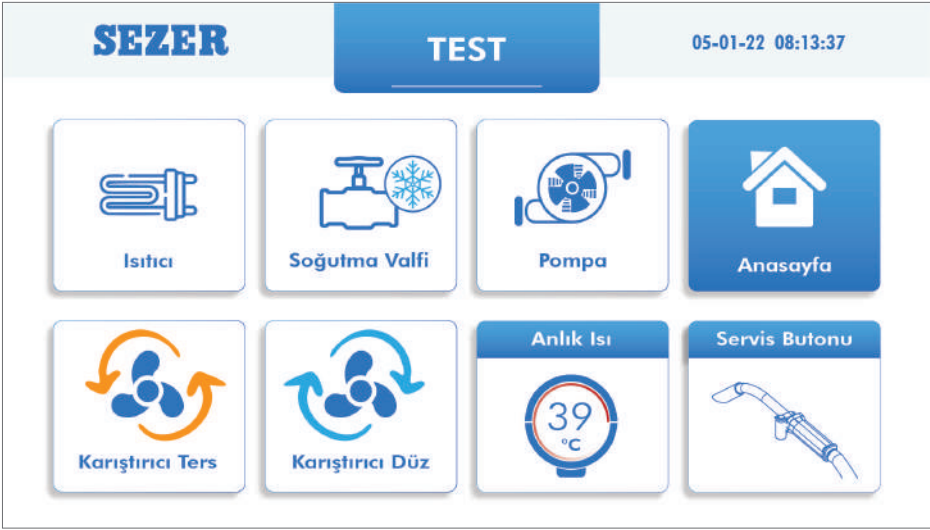 SEZER
TEST
05-01-22 08:13:37
Isıtıcı
Soğutma Valfi
Pompa
Anasayfa
Karıştırıcı Ters
Karıştırıcı Düz
Anlık Isı
39
°C
Servis Butonu